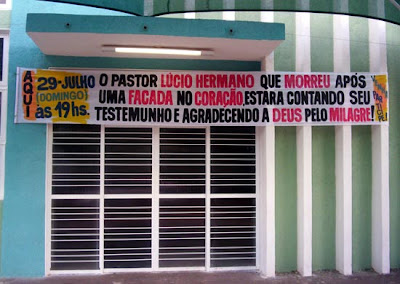 AQUI
29-JULHO
(DOMINGO)
às 19hs.
O PASTOR LÚCIO HERMANO QUE MORREU APÓS
UMA FACADA NO CORAÇÃO, ESTARA CONTANDO SEU
TESTEMUNHO E AGRADECENDO A DEUS PELO MILAGRE!